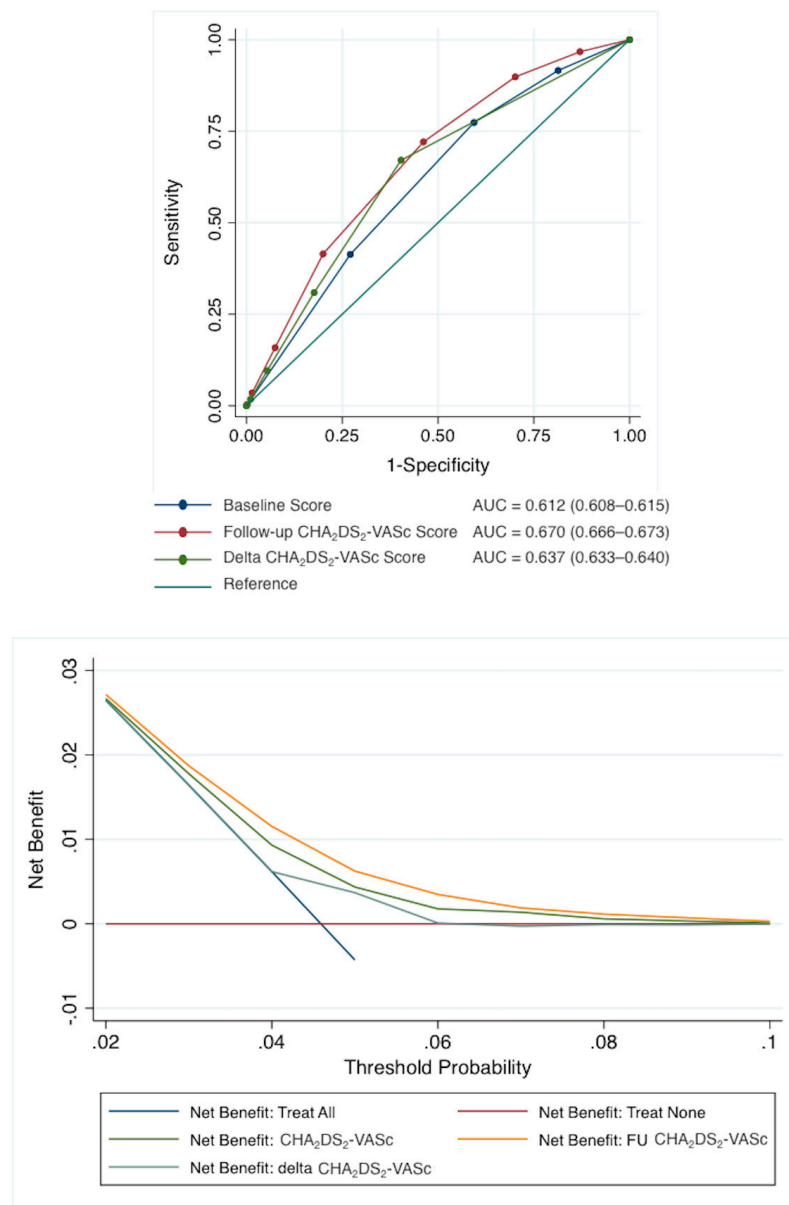 1.00
0.75
0.50
0.25
0.00
Sensitivity
0.00 0.25 0.50 0.75 1.00
1-Specificity
Baseline Score AUC = 0.612 (0.608–0.615)
Follow-up CHA₂DS₂-VASc Score AUC = 0.670 (0.666–0.673)
Delta CHA₂DS₂-VASc Score AUC = 0.637 (0.633–0.640)
Reference
.03
.02
.01
0
-.01
Net Benefit
.02 .04 .06 .08 .1
Threshold Probability
Net Benefit: Treat All Net Benefit: Treat None
Net Benefit: CHA₂DS₂-VASc Net Benefit: FU CHA₂DS₂-VASc
Net Benefit: delta CHA₂DS₂-VASc